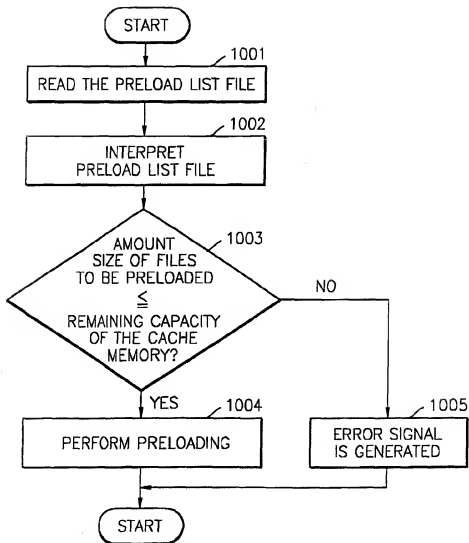 START
1001
READ THE PRELOAD LIST FILE
1002
INTERPRET
PRELOAD LIST FILE
1003
AMOUNT
SIZE OF FILES
TO BE PRELOADED
≦
REMAINING CAPACITY
OF THE CACHE
MEMORY?
NO
YES
1004
PERFORM PRELOADING
1005
ERROR SIGNAL
IS GENERATED
START